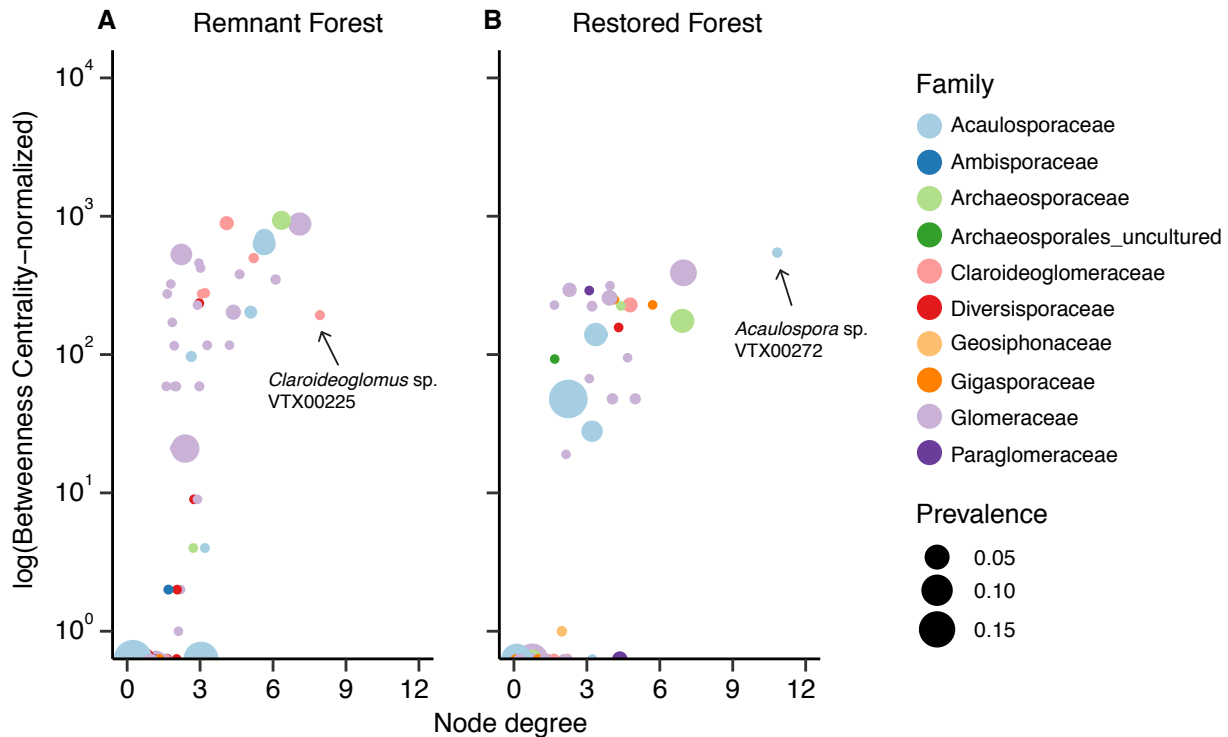 A Remnant Forest
B Restored Forest
log(Betweenness Centrality−normalized)
10⁴
10³
10²
10¹
10⁰
0 3 6 9 12
0 3 6 9 12
Node degree
Claroideoglomus sp.
VTX00225
Acaulospora sp.
VTX00272
Family
Acaulosporaceae
Ambisporaceae
Archaeosporaceae
Archaeosporales_uncultured
Claroideoglomeraceae
Diversisporaceae
Geosiphonaceae
Gigasporaceae
Glomeraceae
Paraglomeraceae
Prevalence
0.05
0.10
0.15